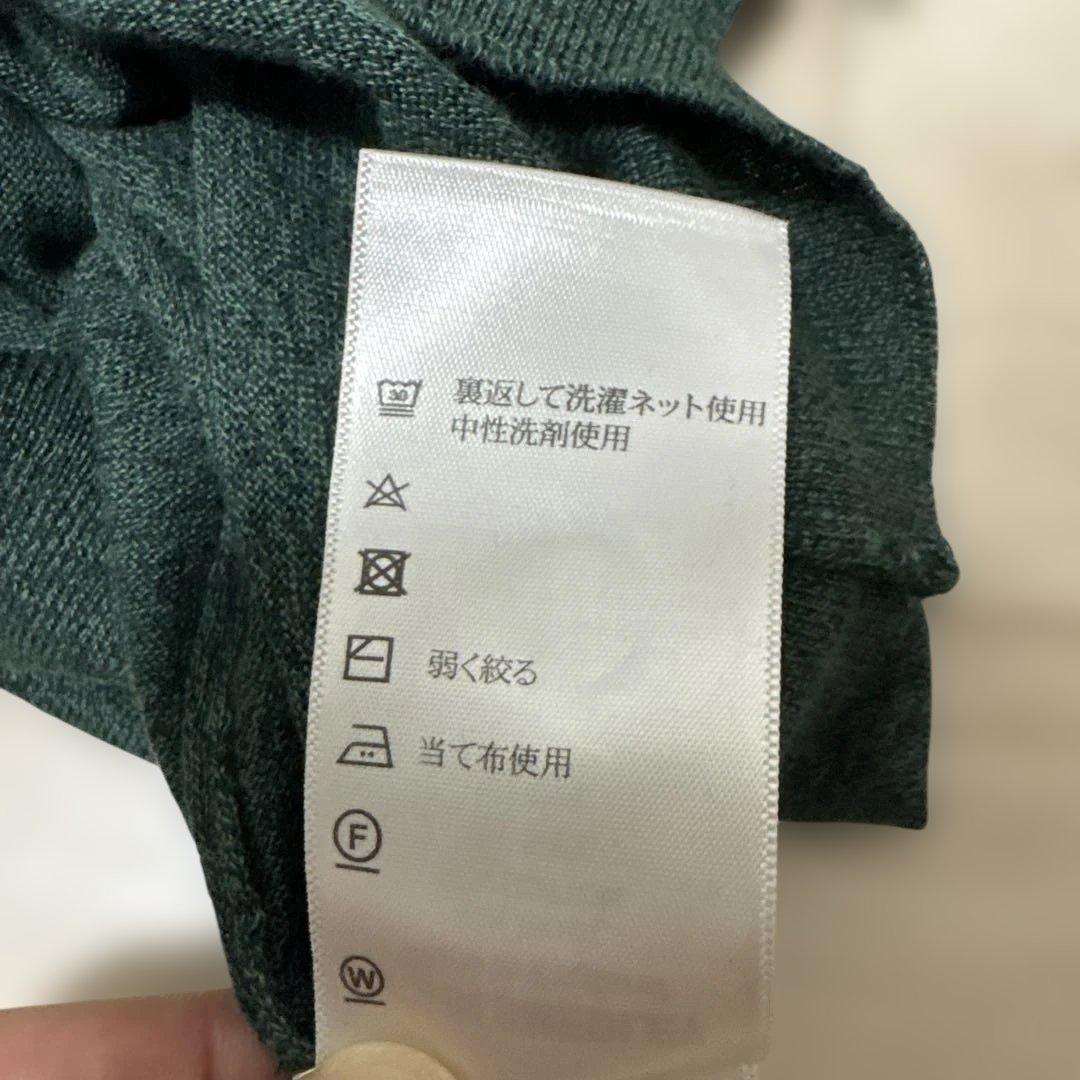 30 裏返して洗濯ネット使用
中性洗剤使用
弱く絞る
当て布使用
F
W